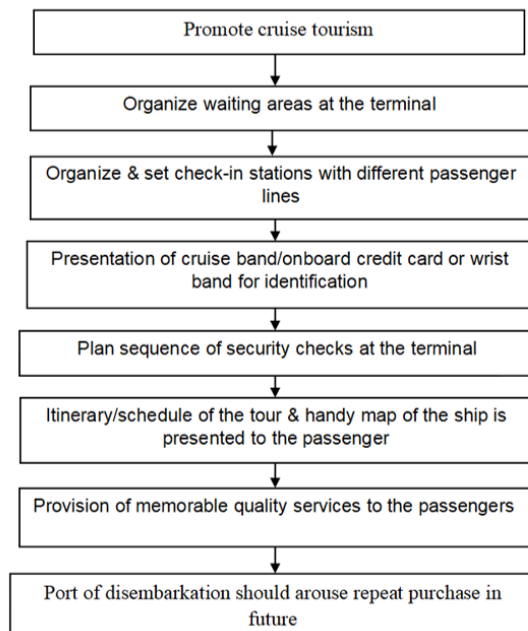 Promote cruise tourism
Organize waiting areas at the terminal
Organize & set check-in stations with different passenger
lines
Presentation of cruise band/onboard credit card or wrist
band for identification
Plan sequence of security checks at the terminal
Itinerary/schedule of the tour & handy map of the ship is
presented to the passenger
Provision of memorable quality services to the passengers
Port of disembarkation should arouse repeat purchase in
future